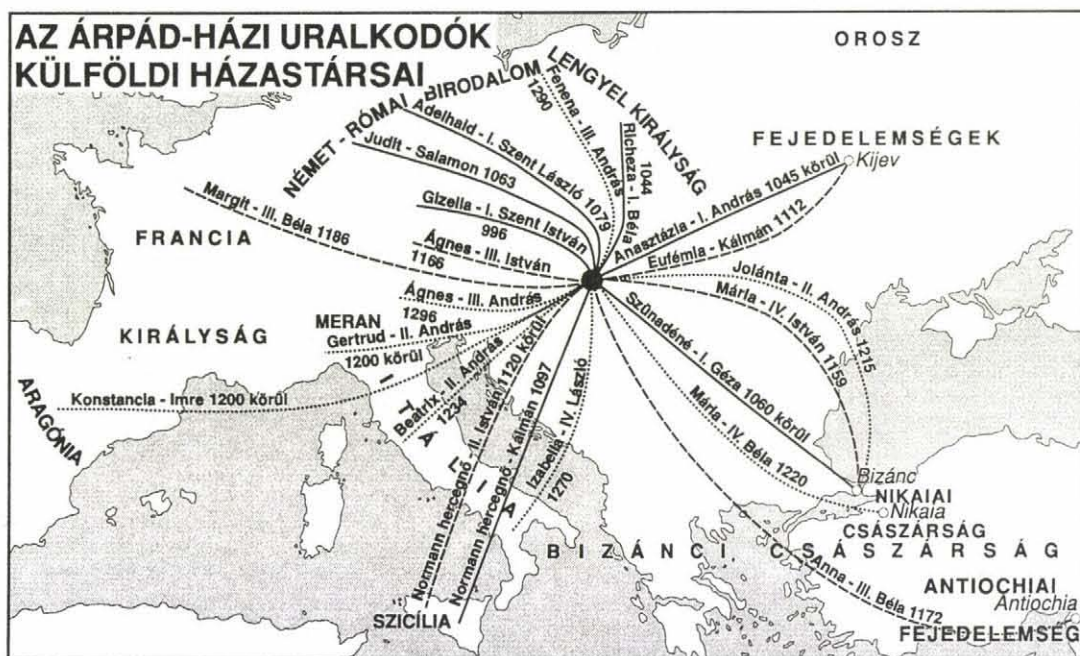 AZ ÁRPÁD-HÁZI URALKODÓK
KÜLFÖLDI HÁZASTÁRSAI
OROSZ
FEJEDELEMSÉGEK
Kijev
NÉMET - RÓMAI BIRODALOM
LENGYEL KIRÁLYSÁG
Fenena - III. András
1290
Richeza - I. Béla
1044
Adelhaid - I. Szent László 1079
Judit - Salamon 1063
Gizella - I. Szent István
996
Margit - III. Béla 1186
Ágnes - III. István
1166
Anasztázia - I. András 1045 körül
Eufémia - Kálmán 1112
FRANCIA
KIRÁLYSÁG
Ágnes - III. András
1296
MERAN
Gertrud - II. András
1200 körül
Konstancia - Imre 1200 körül
ARAGÓNIA
Beatrix - II. András
1234
ITÁLIA
Normann hercegnő - II. István 1120 körül
Normann hercegnő - Kálmán 1097
Izabella - IV. László
1270
SZICÍLIA
Jolánta - II. András 1215
Mária - IV. István 1159
Szünadéné - I. Géza 1060 körül
Mária - IV. Béla 1220
Bizánc
NIKAIAI
Nikaia
CSÁSZÁRSÁG
BIZÁNCI CSÁSZÁRSÁG
Anna - III. Béla 1172
ANTIOCHIAI
Antiochia
FEJEDELEMSÉG